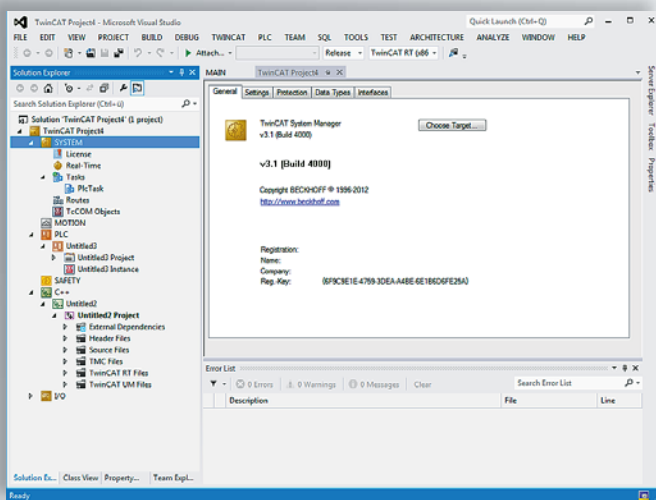 TwinCAT Project4 - Microsoft Visual Studio
Quick Launch (Ctrl+Q)
FILE EDIT VIEW PROJECT BUILD DEBUG TWINCAT PLC TEAM SQL TOOLS TEST ARCHITECTURE ANALYZE WINDOW HELP
Attach... Release TwinCAT RT (x86
Solution Explorer
Search Solution Explorer (Ctrl+ü)
Solution 'TwinCAT Project4' (1 project)
TwinCAT Project4
SYSTEM
License
Real-Time
Tasks
PlcTask
Routes
TcCOM Objects
MOTION
PLC
Untitled3
Untitled3 Project
Untitled3 Instance
SAFETY
C++
Untitled2
Untitled2 Project
External Dependencies
Header Files
Source Files
TMC Files
TwinCAT RT Files
TwinCAT UM Files
I/O
Solution Ex... Class View Property... Team Expl...
MAIN TwinCAT Project4
General Settings Protection Data Types Interfaces
TwinCAT System Manager
v3.1 (Build 4000)
Choose Target...
v3.1 (Build 4000)
Copyright BECKHOFF © 1996-2012
http://www.beckhoff.com
Registration:
Name:
Company:
Reg.-Key: {6F9C9E1E-4759-3DEA-A4BE-6E1B6D6FE25A}
Error List
0 Errors 0 Warnings 0 Messages Clear
Search Error List
Description File Line
Server Explorer Toolbox Properties
Ready